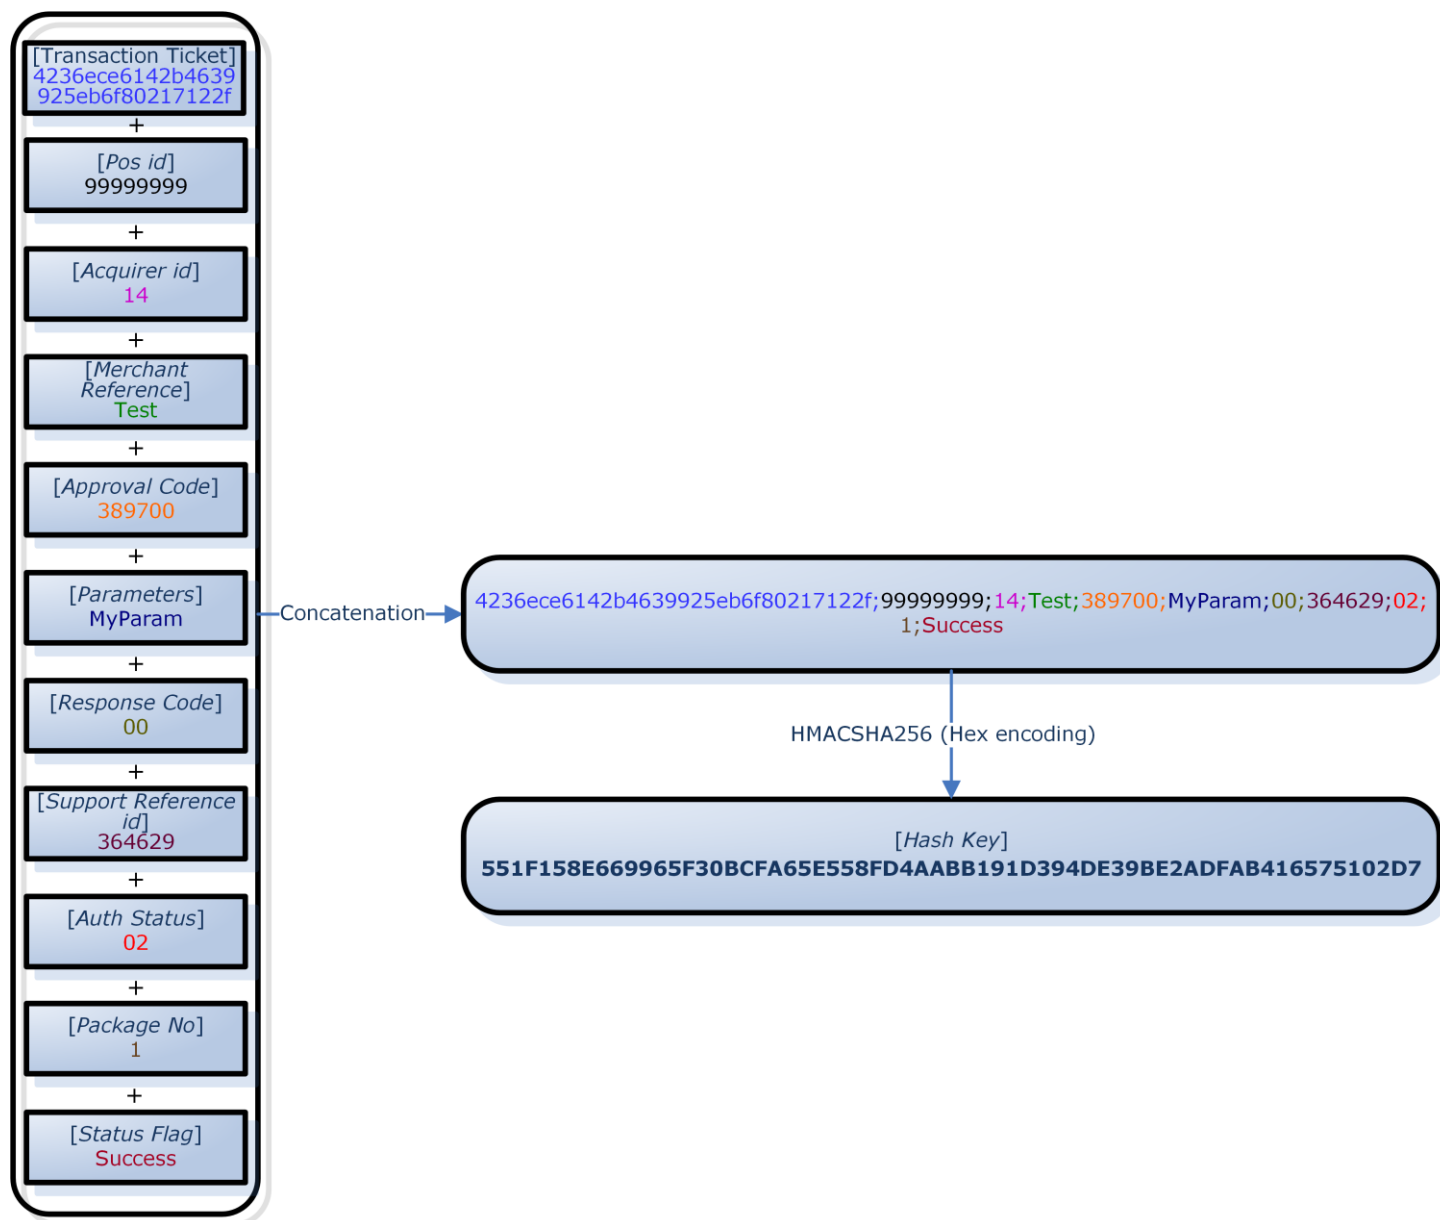 [Transaction Ticket]
4236ece6142b4639
925eb6f80217122f
+
[Pos id]
99999999
+
[Acquirer id]
14
+
[Merchant
Reference]
Test
+
[Approval Code]
389700
+
[Parameters]
MyParam
+
[Response Code]
00
+
[Support Reference
id]
364629
+
[Auth Status]
02
+
[Package No]
1
+
[Status Flag]
Success
Concatenation
4236ece6142b4639925eb6f80217122f;99999999;14;Test;389700;MyParam;00;364629;02;
1;Success
HMACSHA256 (Hex encoding)
[Hash Key]
551F158E669965F30BCFA65E558FD4AABB191D394DE39BE2ADFAB416575102D7